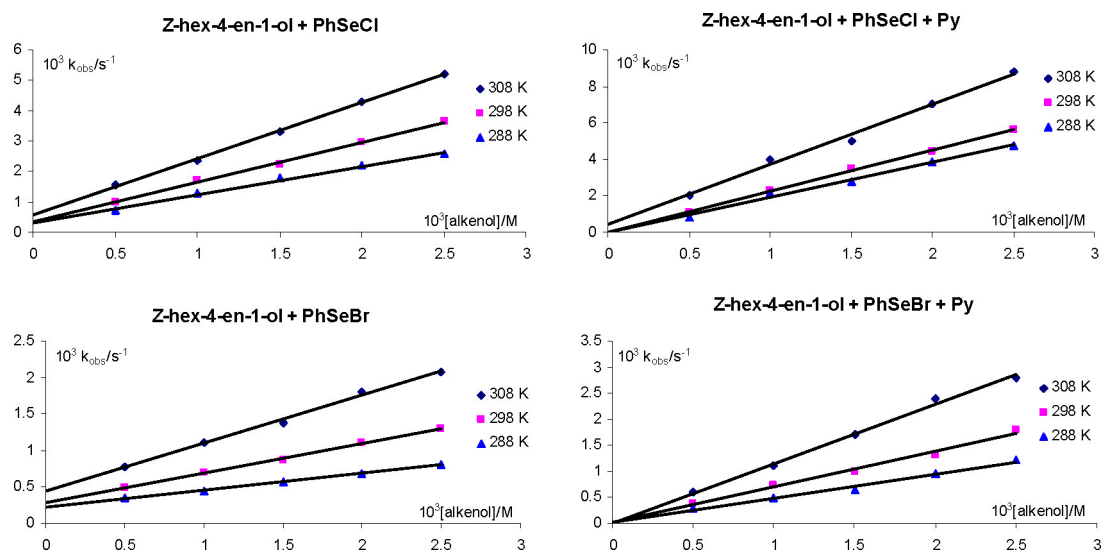 Z-hex-4-en-1-ol + PhSeCl
10³ kobs/s⁻¹
6
5
4
3
2
1
0
0 0.5 1 1.5 2 2.5 3
10³[alkenol]/M
308 K
298 K
288 K
Z-hex-4-en-1-ol + PhSeCl + Py
10³ kobs/s⁻¹
10
8
6
4
2
0
0 0.5 1 1.5 2 2.5 3
10³[alkenol]/M
308 K
298 K
288 K
Z-hex-4-en-1-ol + PhSeBr
10³ kobs/s⁻¹
2.5
2
1.5
1
0.5
0
0 0.5 1 1.5 2 2.5 3
10³[alkenol]/M
308 K
298 K
288 K
Z-hex-4-en-1-ol + PhSeBr + Py
10³ kobs/s⁻¹
3.5
3
2.5
2
1.5
1
0.5
0
0 0.5 1 1.5 2 2.5 3
10³[alkenol]/M
308 K
298 K
288 K